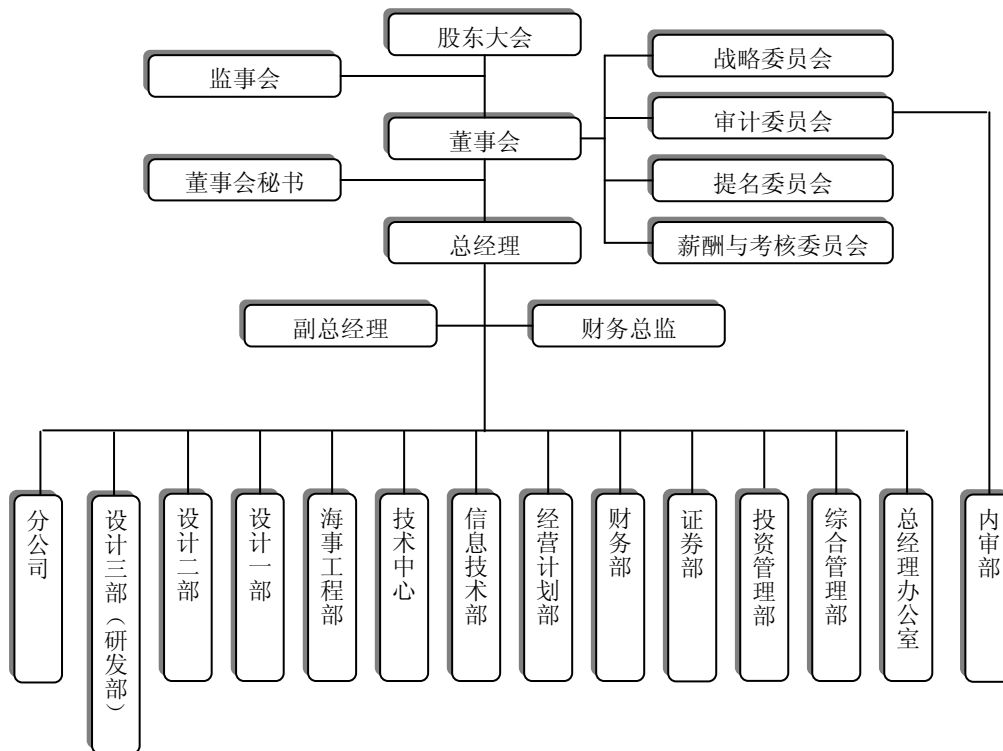 股东大会
监事会
战略委员会
董事会
审计委员会
董事会秘书
提名委员会
总经理
薪酬与考核委员会
副总经理
财务总监
分公司
设计三部（研发部）
设计二部
设计一部
海事工程部
技术中心
信息技术部
经营计划部
财务部
证券部
投资管理部
综合管理部
总经理办公室
内审部